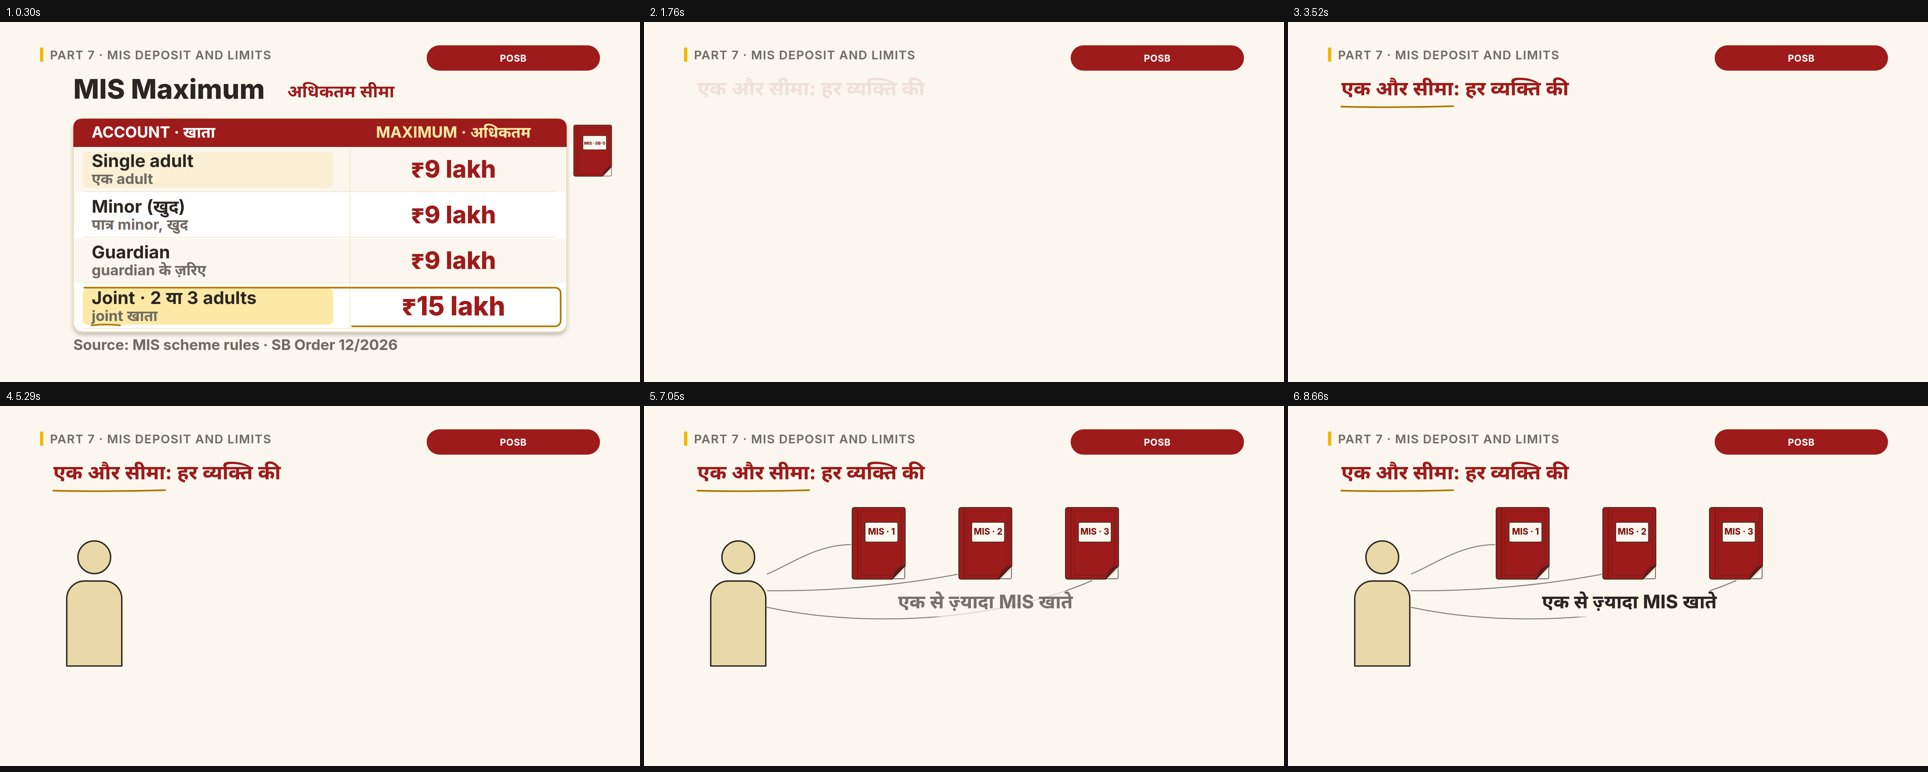 1. 0.30s
PART 7 · MIS DEPOSIT AND LIMITS
POSB
MIS Maximum अधिकतम सीमा
ACCOUNT · खाता MAXIMUM · अधिकतम
MIS · SB-5
Single adult
एक adult
₹9 lakh
Minor (खुद)
पात्र minor, खुद
₹9 lakh
Guardian
guardian के ज़रिए
₹9 lakh
Joint · 2 या 3 adults
joint खाता
₹15 lakh
Source: MIS scheme rules · SB Order 12/2026
2. 1.76s
PART 7 · MIS DEPOSIT AND LIMITS
POSB
एक और सीमा: हर व्यक्ति की
3. 3.52s
PART 7 · MIS DEPOSIT AND LIMITS
POSB
एक और सीमा: हर व्यक्ति की
4. 5.29s
PART 7 · MIS DEPOSIT AND LIMITS
POSB
एक और सीमा: हर व्यक्ति की
5. 7.05s
PART 7 · MIS DEPOSIT AND LIMITS
POSB
एक और सीमा: हर व्यक्ति की
MIS · 1 MIS · 2 MIS · 3
एक से ज़्यादा MIS खाते
6. 8.66s
PART 7 · MIS DEPOSIT AND LIMITS
POSB
एक और सीमा: हर व्यक्ति की
MIS · 1 MIS · 2 MIS · 3
एक से ज़्यादा MIS खाते